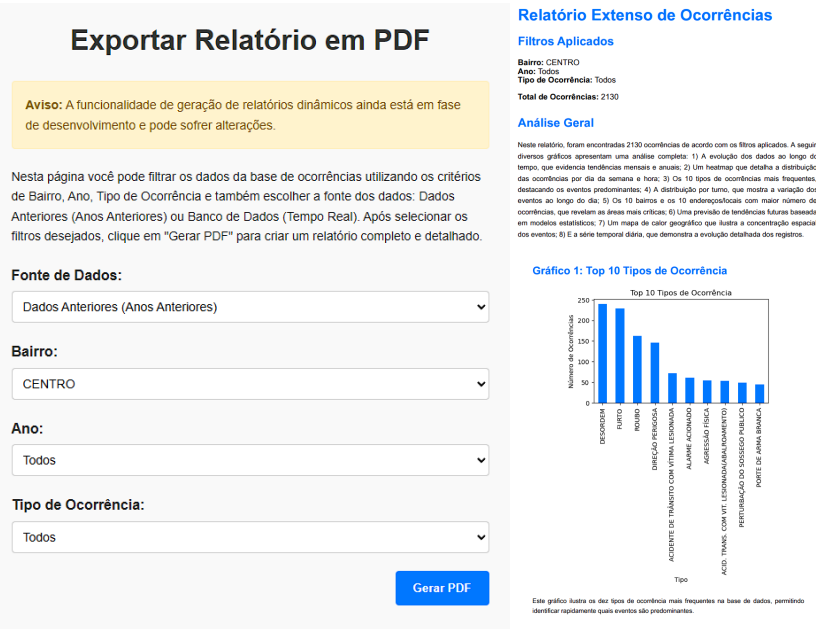 Exportar Relatório em PDF
Aviso: A funcionalidade de geração de relatórios dinâmicos ainda está em fase
de desenvolvimento e pode sofrer alterações.
Nesta página você pode filtrar os dados da base de ocorrências utilizando os critérios
de Bairro, Ano, Tipo de Ocorrência e também escolher a fonte dos dados: Dados
Anteriores (Anos Anteriores) ou Banco de Dados (Tempo Real). Após selecionar os
filtros desejados, clique em "Gerar PDF" para criar um relatório completo e detalhado.
Fonte de Dados:
Dados Anteriores (Anos Anteriores)
Bairro:
CENTRO
Ano:
Todos
Tipo de Ocorrência:
Todos
Gerar PDF
Relatório Extenso de Ocorrências
Filtros Aplicados
Bairro: CENTRO
Ano: Todos
Tipo de Ocorrência: Todos
Total de Ocorrências: 2130
Análise Geral
Neste relatório, foram encontradas 2130 ocorrências de acordo com os filtros aplicados. A seguir
diversos gráficos apresentam uma análise completa: 1) A evolução dos dados ao longo do
tempo, que evidencia tendências mensais e anuais; 2) Um heatmap que detalha a distribuição
das ocorrências por dia da semana e hora; 3) Os 10 tipos de ocorrências mais frequentes,
destacando os eventos predominantes; 4) A distribuição por turno, que mostra a variação dos
eventos ao longo do dia; 5) Os 10 bairros e os 10 endereços/locais com maior número de
ocorrências, que revelam as áreas mais críticas; 6) Uma previsão de tendências futuras baseada
em modelos estatísticos; 7) Um mapa de calor geográfico que ilustra a concentração espacial
dos eventos; 8) E a série temporal diária, que demonstra a evolução detalhada dos registros.
Gráfico 1: Top 10 Tipos de Ocorrência
Top 10 Tipos de Ocorrência
Número de Ocorrências
250
200
150
100
50
0
DESORDEM
FURTO
ROUBO
DIREÇÃO PERIGOSA
ACIDENTE DE TRÂNSITO COM VÍTIMA LESIONADA
ALARME ACIONADO
AGRESSÃO FÍSICA
ACID. TRANS. COM VIT. LESIONADA(ABALROAMENTO)
PERTURBAÇÃO DO SOSSEGO PUBLICO
PORTE DE ARMA BRANCA
Tipo
Este gráfico ilustra os dez tipos de ocorrência mais frequentes na base de dados, permitindo
identificar rapidamente quais eventos são predominantes.